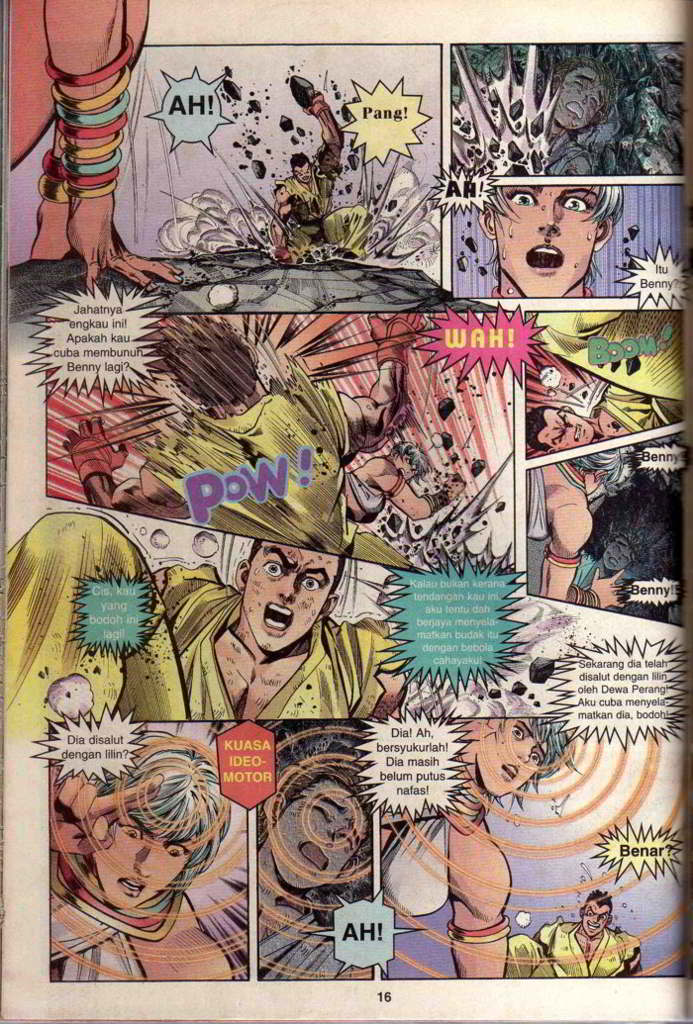 AH!
Pang!
AH!
Itu
Benny?
Jahatnya
engkau ini!
Apakah kau
cuba membunuh
Benny lagi?
WAH!
POW!
BOOM!
Benny!
Benny!
Cis, kau
yang
bodoh ini
lagi!
Kalau bukan kerana
tendangan kau ini
aku tentu dah
berjaya menyela-
matkan budak itu
dengan bebola
cahayaku!
Sekarang dia telah
disalut dengan lilin
oleh Dewa Perang!
Aku cuba menyela-
matkan dia, bodoh!
Dia disalut
dengan lilin?
KUASA
IDEO-
MOTOR
AH!
Dia! Ah,
bersyukurlah!
Dia masih
belum putus
nafas!
Benar?
16